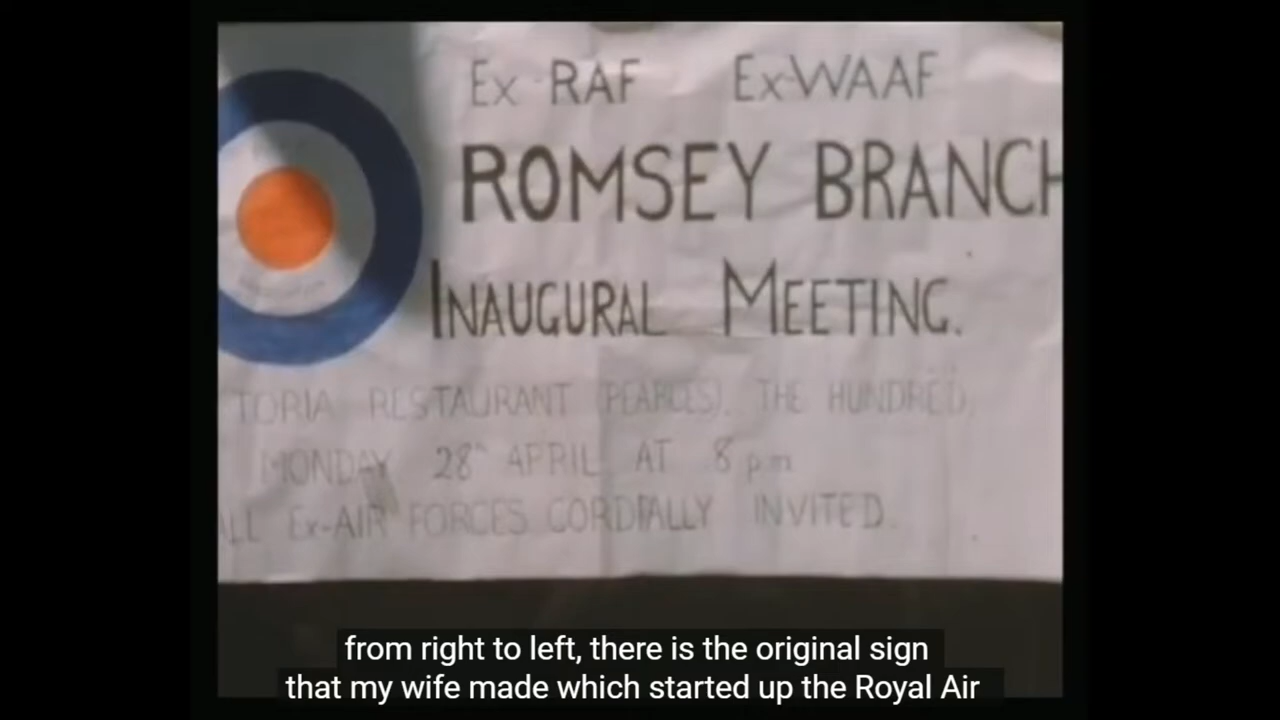 Ex-RAF Ex-WAAF
ROMSEY BRANCH
INAUGURAL MEETING.
TORIA RESTAURANT (PEARCES), THE HUNDRED,
MONDAY 28th APRIL AT 8 pm
ALL Ex-AIR FORCES CORDIALLY INVITED.
from right to left, there is the original sign
that my wife made which started up the Royal Air